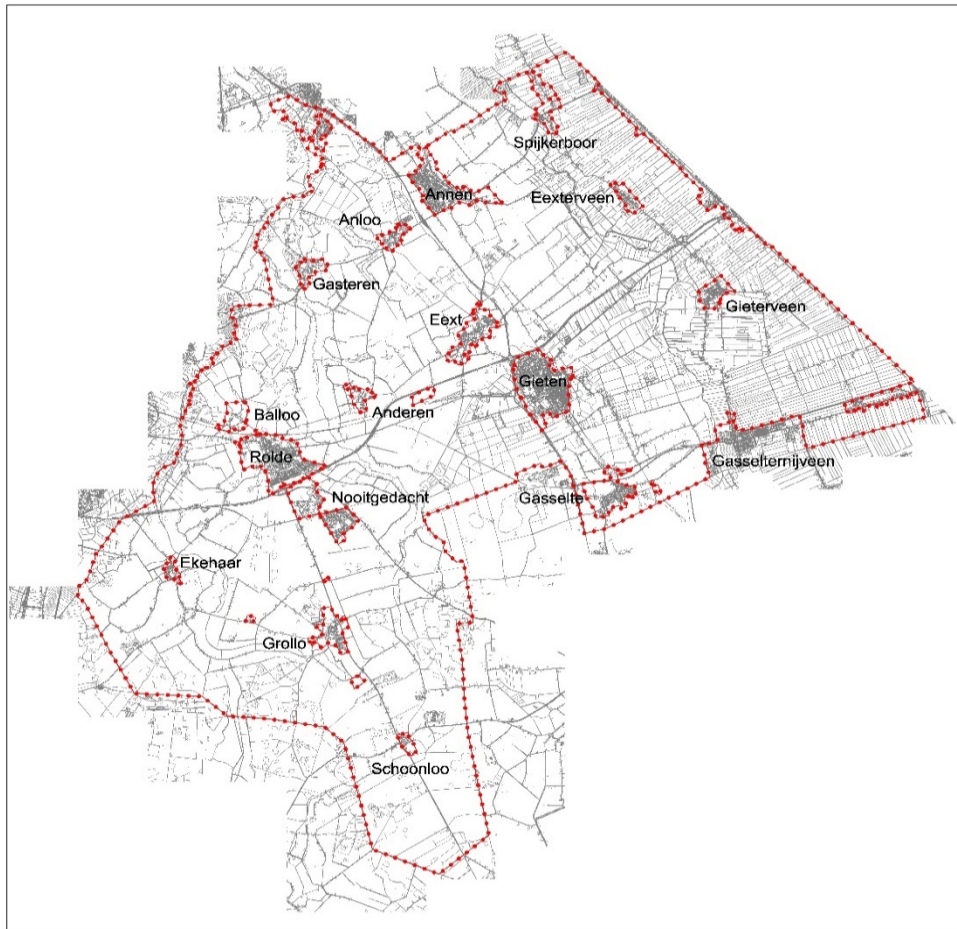 Spijkerboor
Annen
Eexterveen
Anloo
Gasteren
Gieterveen
Eext
Gieten
Balloo
Anderen
Rolde
Gasselternijveen
Nooitgedacht
Gasselte
Ekehaar
Grollo
Schoonloo